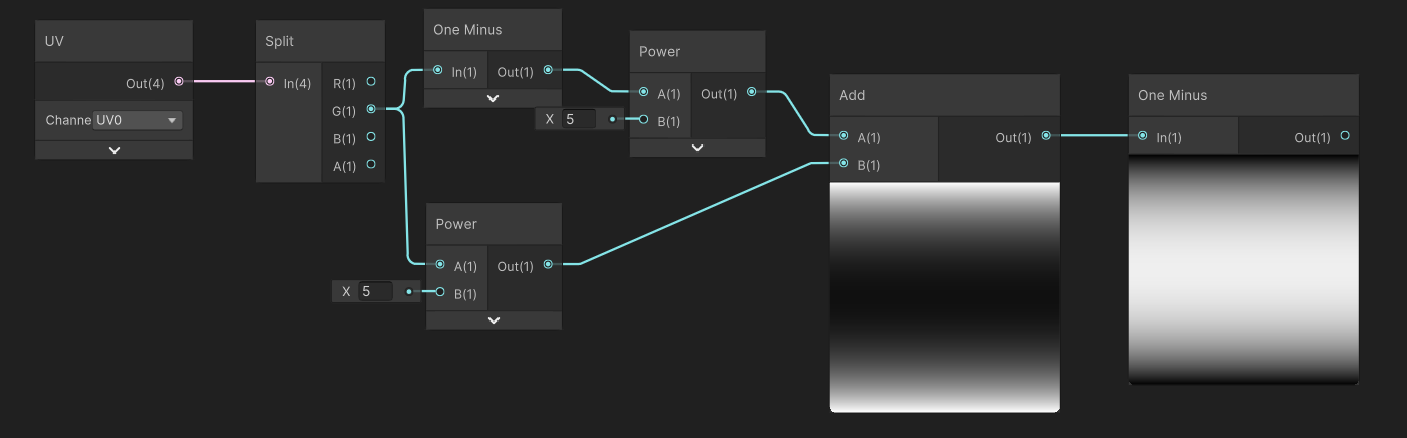 UV
Out(4)
Channe UV0
Split
In(4) R(1)
G(1)
B(1)
A(1)
One Minus
In(1) Out(1)
X 5
Power
A(1) Out(1)
B(1)
Power
A(1) Out(1)
X 5
B(1)
Add
A(1) Out(1)
B(1)
One Minus
In(1) Out(1)